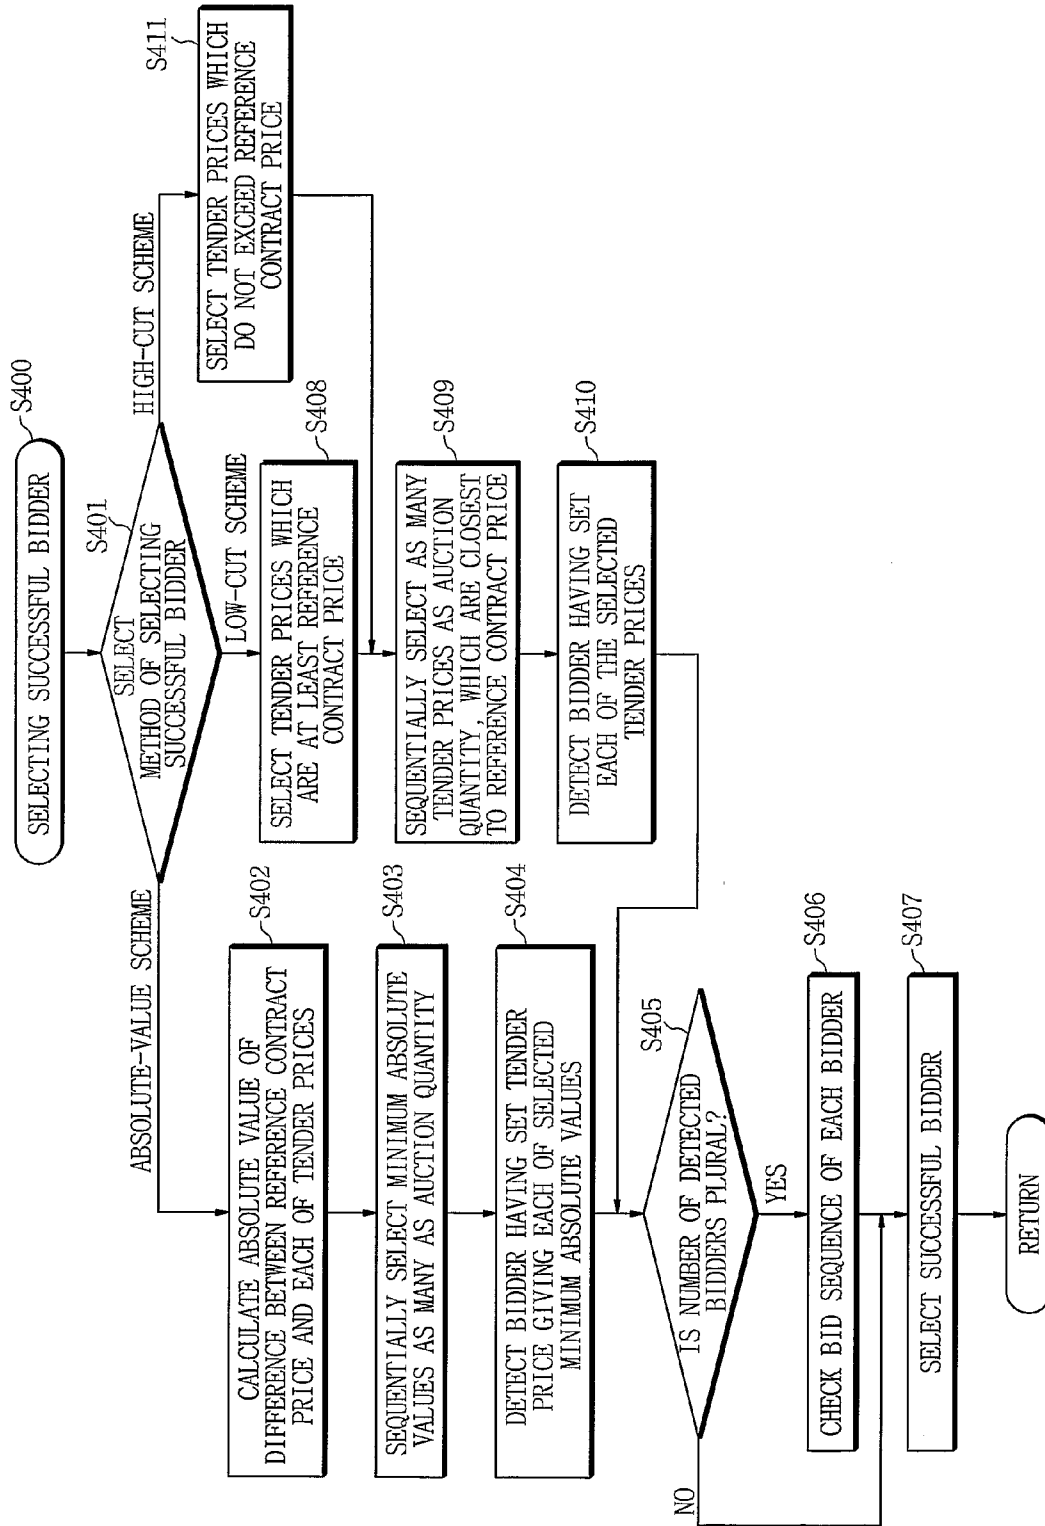 SELECTING SUCCESSFUL BIDDER
S400
SELECT
METHOD OF SELECTING
SUCCESSFUL BIDDER
S401
ABSOLUTE-VALUE SCHEME
LOW-CUT SCHEME
HIGH-CUT SCHEME
CALCULATE ABSOLUTE VALUE OF
DIFFERENCE BETWEEN REFERENCE CONTRACT
PRICE AND EACH OF TENDER PRICES
S402
SEQUENTIALLY SELECT MINIMUM ABSOLUTE
VALUES AS MANY AS AUCTION QUANTITY
S403
DETECT BIDDER HAVING SET TENDER
PRICE GIVING EACH OF SELECTED
MINIMUM ABSOLUTE VALUES
S404
SELECT TENDER PRICES WHICH
ARE AT LEAST REFERENCE
CONTRACT PRICE
S408
SEQUENTIALLY SELECT AS MANY
TENDER PRICES AS AUCTION
QUANTITY, WHICH ARE CLOSEST
TO REFERENCE CONTRACT PRICE
S409
DETECT BIDDER HAVING SET
EACH OF THE SELECTED
TENDER PRICES
S410
SELECT TENDER PRICES WHICH
DO NOT EXCEED REFERENCE
CONTRACT PRICE
S411
IS NUMBER OF DETECTED
BIDDERS PLURAL?
S405
NO
YES
CHECK BID SEQUENCE OF EACH BIDDER
S406
SELECT SUCCESSFUL BIDDER
S407
RETURN